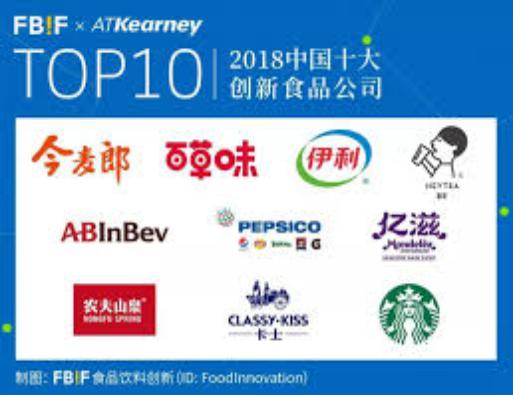 FBIF × ATKearney
TOP10
2018中国十大
创新食品公司
今麦郎
百草味
伊利
HEYTEA
ABInBev
PEPSICO
亿滋
Mondelēz
农夫山泉
NONGFU SPRING
CLASSY·KISS
卡士
制图：FBIF食品饮料创新(ID: FoodInnovation)